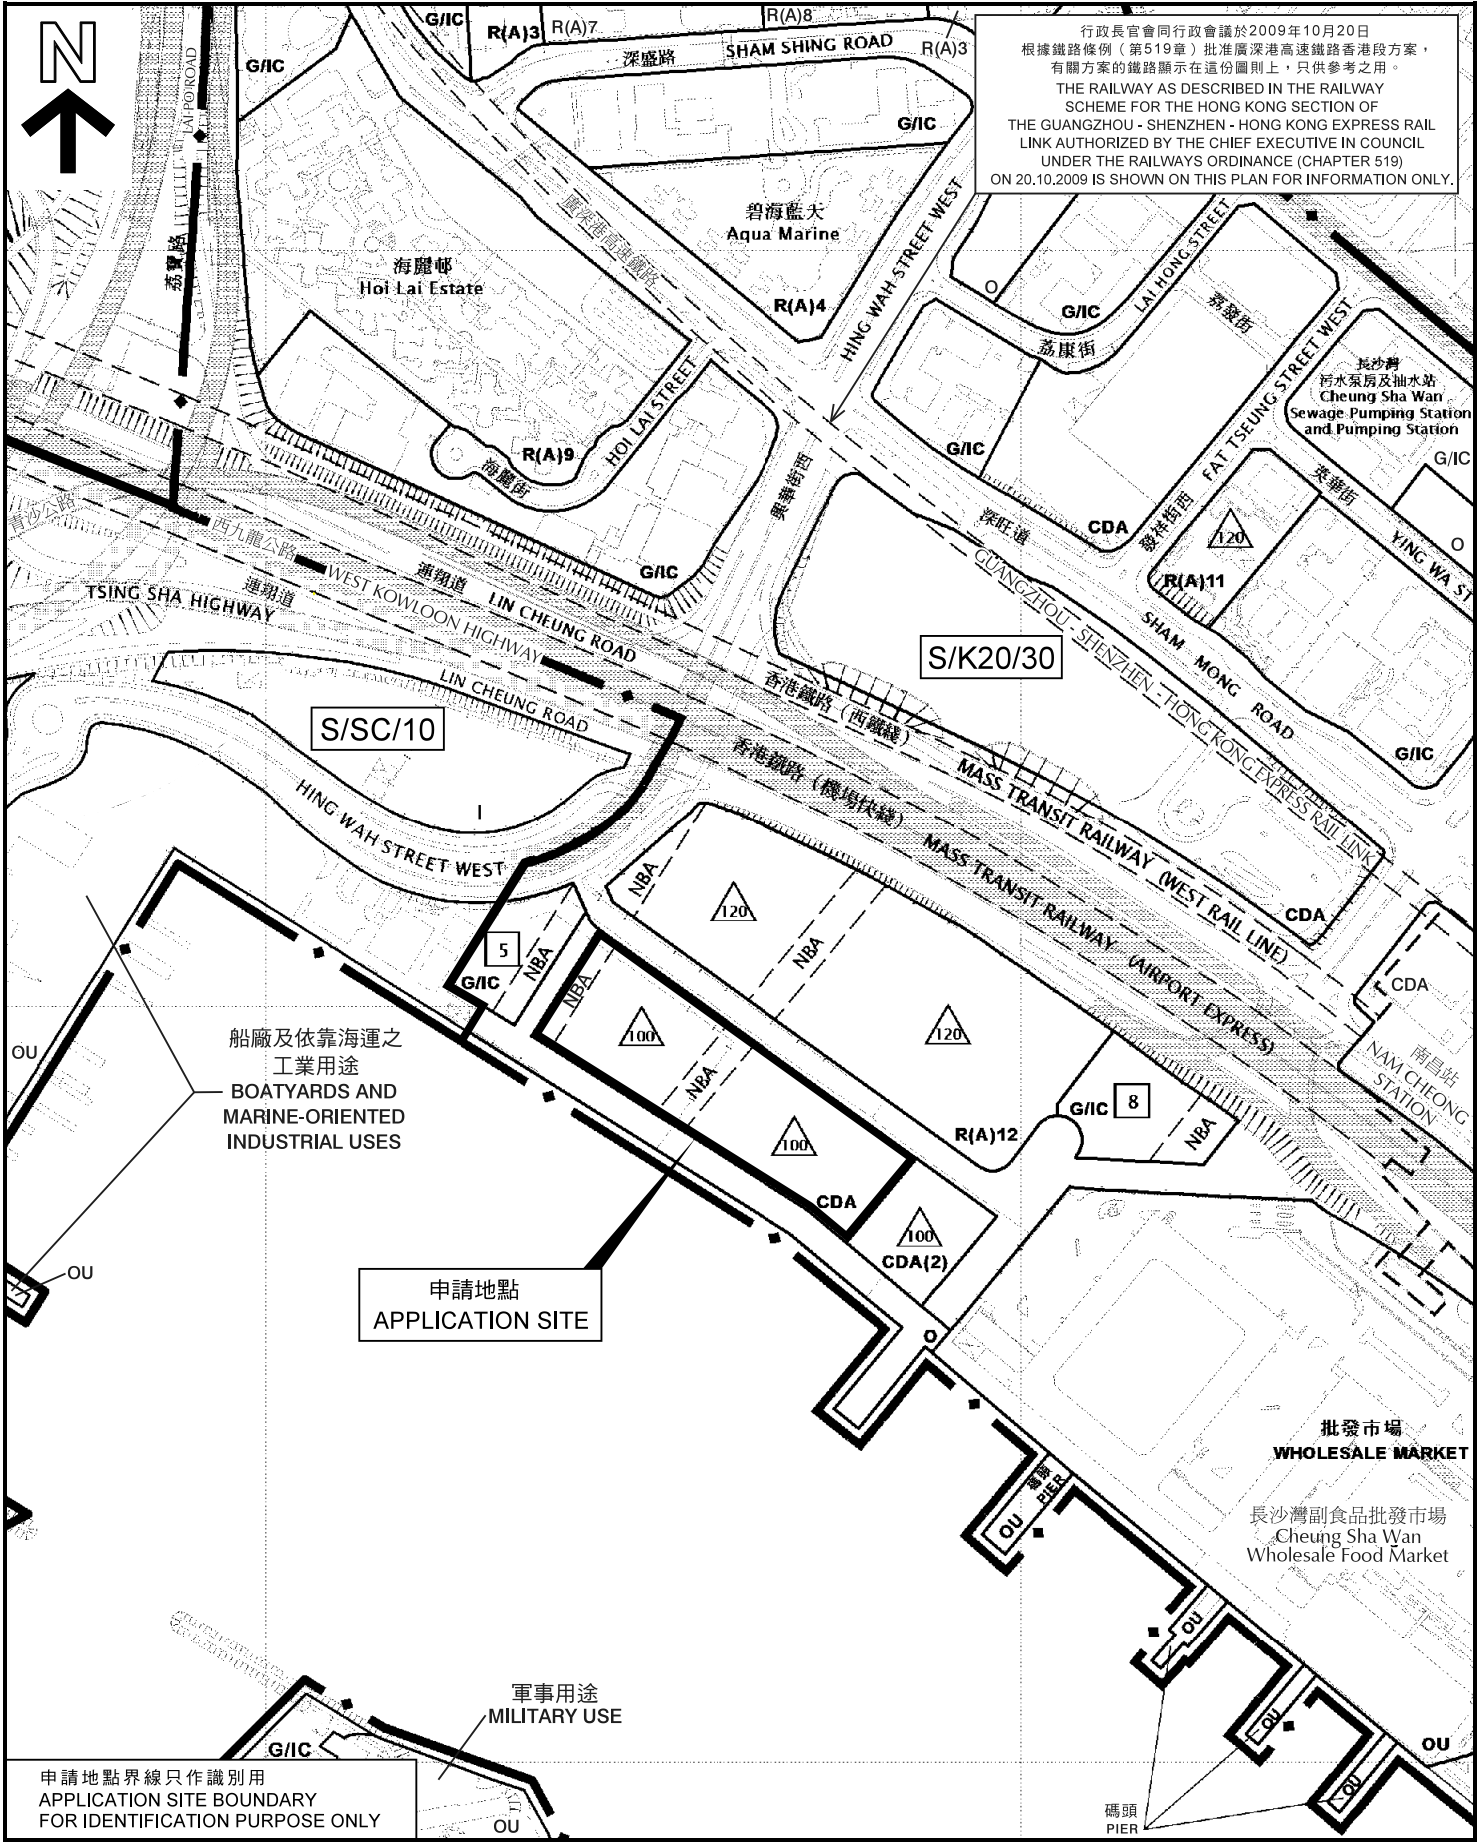 N
G/IC
R(A)3
R(A)7
R(A)8
深盛路
SHAM SHING ROAD
R(A)3
G/IC
LAI PO ROAD
荔寶路
行政長官會同行政會議於2009年10月20日
根據鐵路條例（第519章）批准廣深港高速鐵路香港段方案，
有關方案的鐵路顯示在這份圖則上，只供參考之用。
THE RAILWAY AS DESCRIBED IN THE RAILWAY
SCHEME FOR THE HONG KONG SECTION OF
THE GUANGZHOU - SHENZHEN - HONG KONG EXPRESS RAIL
LINK AUTHORIZED BY THE CHIEF EXECUTIVE IN COUNCIL
UNDER THE RAILWAYS ORDINANCE (CHAPTER 519)
ON 20.10.2009 IS SHOWN ON THIS PLAN FOR INFORMATION ONLY.
G/IC
碧海藍天
Aqua Marine
R(A)4
海麗邨
Hoi Lai Estate
廣深港高速鐵路
HING WAH STREET WEST
興華街西
O
G/IC
LAI HONG STREET
荔康街
荔發街
G/IC
CDA
FAT TSEUNG STREET WEST
發祥街西
長沙灣
污水泵房及抽水站
Cheung Sha Wan
Sewage Pumping Station
and Pumping Station
G/IC
英華街
YING WA ST
O
120
R(A)11
R(A)9
HOI LAI STREET
海麗街
G/IC
青沙公路
TSING SHA HIGHWAY
西九龍公路
WEST KOWLOON HIGHWAY
連翔道
連翔道
LIN CHEUNG ROAD
LIN CHEUNG ROAD
深旺道
SHAM MONG ROAD
GUANGZHOU - SHENZHEN - HONG KONG EXPRESS RAIL LINK
S/K20/30
G/IC
S/SC/10
HING WAH STREET WEST
I
香港鐵路（西鐵綫）
MASS TRANSIT RAILWAY (WEST RAIL LINE)
香港鐵路（機場快綫）
MASS TRANSIT RAILWAY (AIRPORT EXPRESS)
CDA
CDA
南昌站
NAM CHEONG
STATION
NBA
120
NBA
120
5
G/IC
NBA
NBA
100
NBA
100
CDA
R(A)12
G/IC
8
NBA
100
CDA(2)
OU
船廠及依靠海運之
工業用途
BOATYARDS AND
MARINE-ORIENTED
INDUSTRIAL USES
OU
申請地點
APPLICATION SITE
O
批發市場
WHOLESALE MARKET
長沙灣副食品批發市場
Cheung Sha Wan
Wholesale Food Market
碼頭
PIER
OU
OU
OU
OU
OU
碼頭
PIER
軍事用途
MILITARY USE
G/IC
OU
申請地點界線只作識別用
APPLICATION SITE BOUNDARY
FOR IDENTIFICATION PURPOSE ONLY